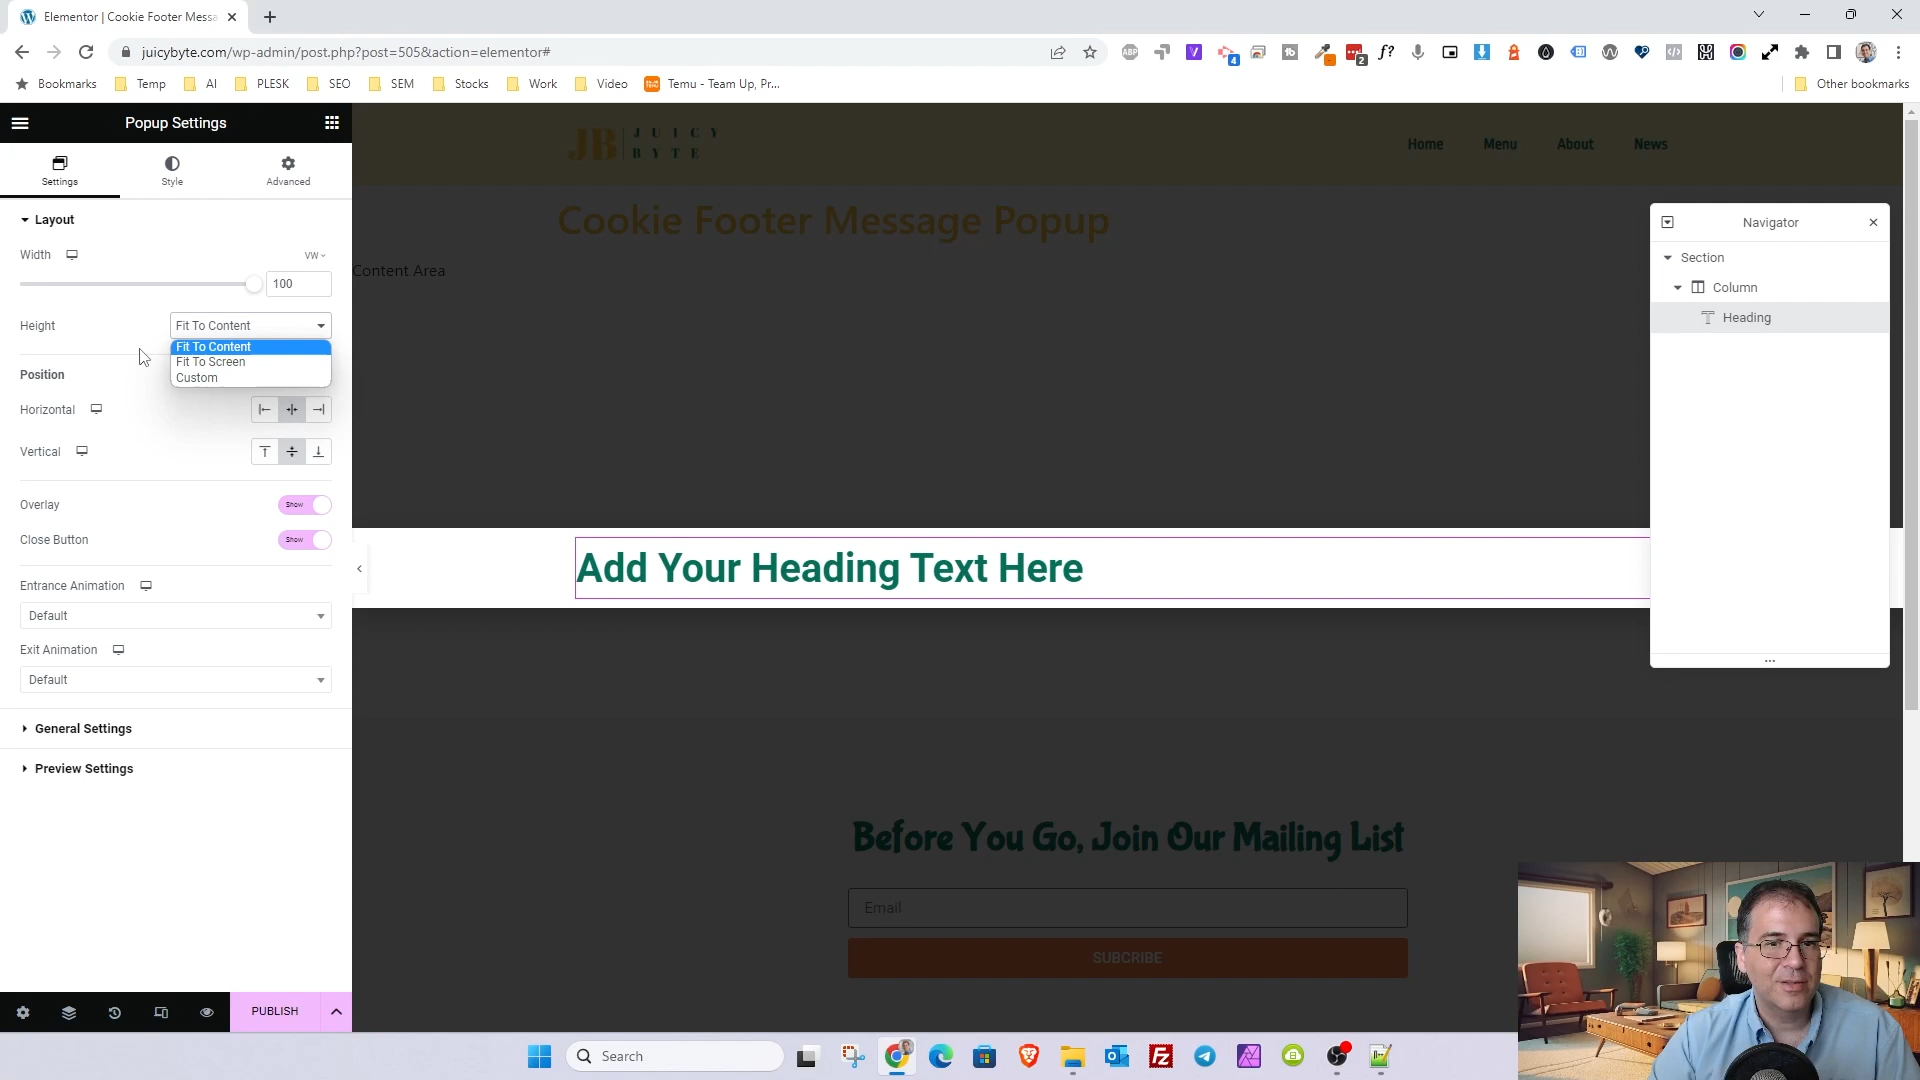 Elementor | Cookie Footer Messa
juicybyte.com/wp-admin/post.php?post=505&action=elementor#
Bookmarks
Temp
AI
PLESK
SEO
SEM
Stocks
Work
Video
Temu - Team Up, Pr...
Other bookmarks
Popup Settings
Settings
Style
Advanced
Layout
Width
VW
100
Height
Fit To Content
Fit To Content
Fit To Screen
Custom
Position
Horizontal
Vertical
Overlay
Show
Close Button
Show
Entrance Animation
Default
Exit Animation
Default
General Settings
Preview Settings
PUBLISH
JB
JUICY
BYTE
Home
Menu
About
News
Cookie Footer Message Popup
Content Area
Add Your Heading Text Here
Before You Go, Join Our Mailing List
Email
SUBCRIBE
Navigator
Section
Column
Heading
Search